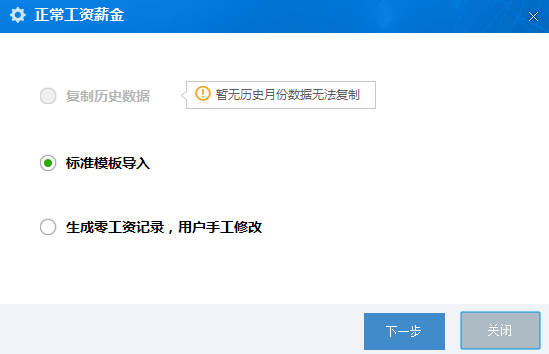 正常工资薪金
复制历史数据
暂无历史月份数据无法复制
标准模板导入
生成零工资记录，用户手工修改
下一步
关闭